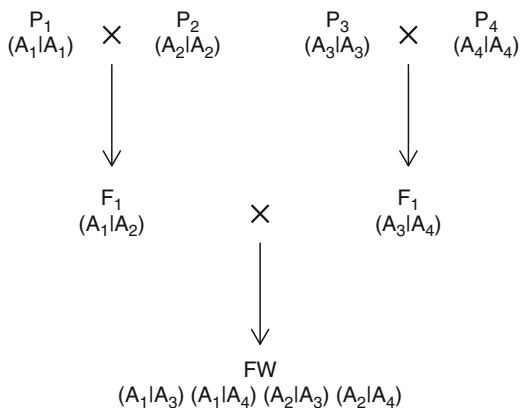 P₁ × P₂ P₃ × P₄
(A₁|A₁) (A₂|A₂) (A₃|A₃) (A₄|A₄)
F₁ × F₁
(A₁|A₂) (A₃|A₄)
FW
(A₁|A₃) (A₁|A₄) (A₂|A₃) (A₂|A₄)